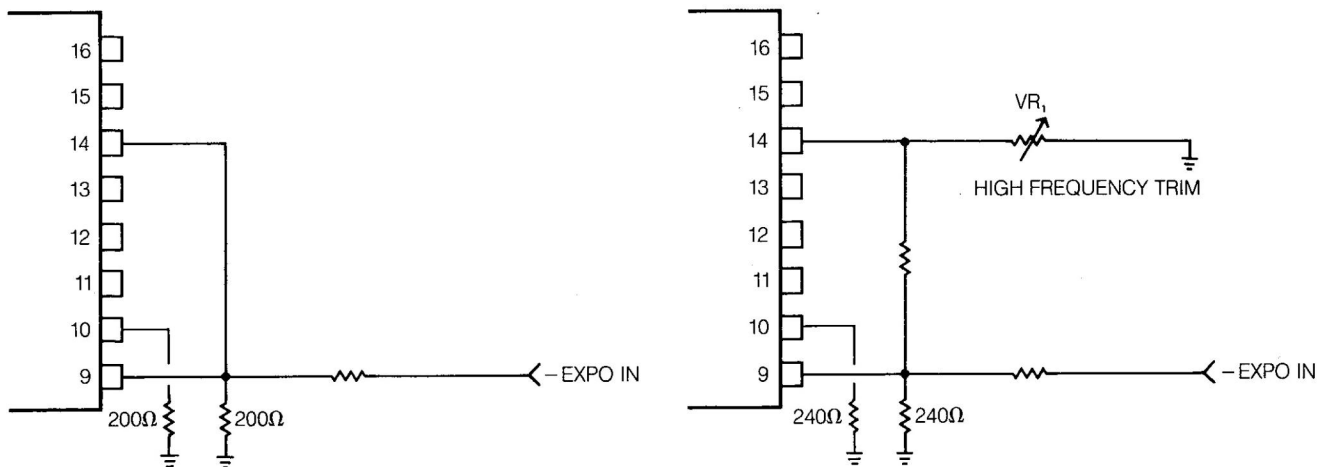 16
15
14
13
12
11
10
9
200Ω
200Ω
– EXPO IN
16
15
14
13
12
11
10
9
VR₁
HIGH FREQUENCY TRIM
240Ω
240Ω
– EXPO IN